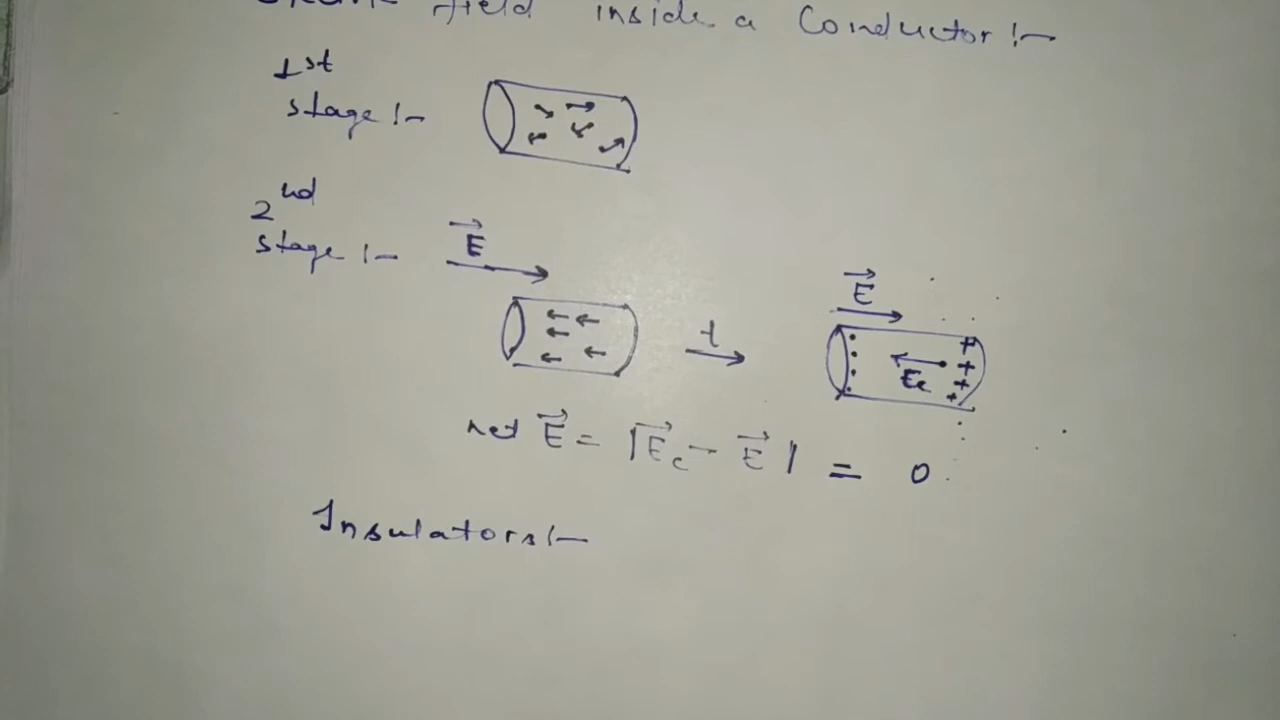 field inside a Conductor:-
1st
stage :-
2nd
stage :-
E
E
t
Ec
+
+
+
+
net E = |Ec - E| = 0
Insulators:-